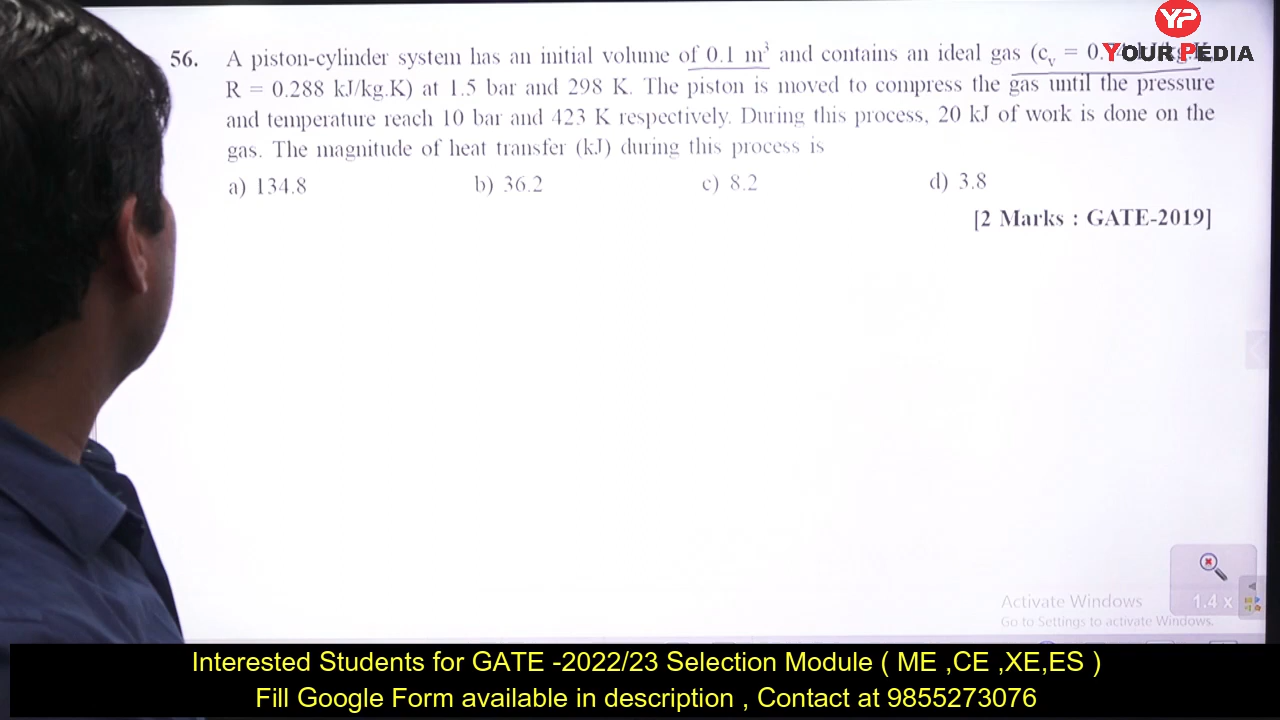 YP
YOUR PEDIA
56. A piston-cylinder system has an initial volume of 0.1 m³ and contains an ideal gas (cᵥ = 0.
R = 0.288 kJ/kg.K) at 1.5 bar and 298 K. The piston is moved to compress the gas until the pressure
and temperature reach 10 bar and 423 K respectively. During this process, 20 kJ of work is done on the
gas. The magnitude of heat transfer (kJ) during this process is
a) 134.8 b) 36.2 c) 8.2 d) 3.8
[2 Marks : GATE-2019]
1.4 x
Activate Windows
Go to Settings to activate Windows.
Interested Students for GATE -2022/23 Selection Module ( ME ,CE ,XE,ES )
Fill Google Form available in description , Contact at 9855273076